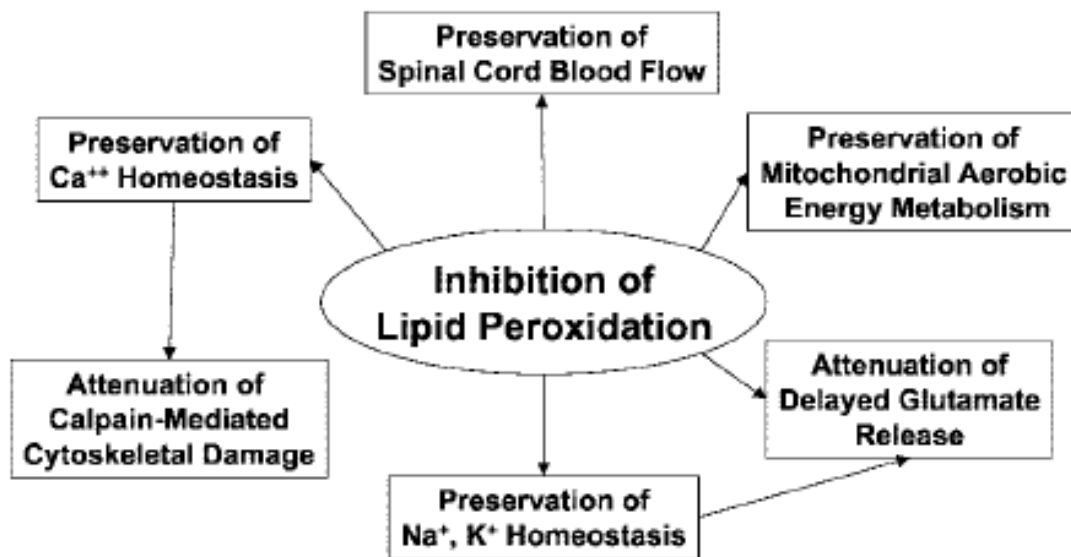 Preservation of
Spinal Cord Blood Flow
Preservation of
Ca⁺⁺ Homeostasis
Preservation of
Mitochondrial Aerobic
Energy Metabolism
Inhibition of
Lipid Peroxidation
Attenuation of
Calpain-Mediated
Cytoskeletal Damage
Attenuation of
Delayed Glutamate
Release
Preservation of
Na⁺, K⁺ Homeostasis